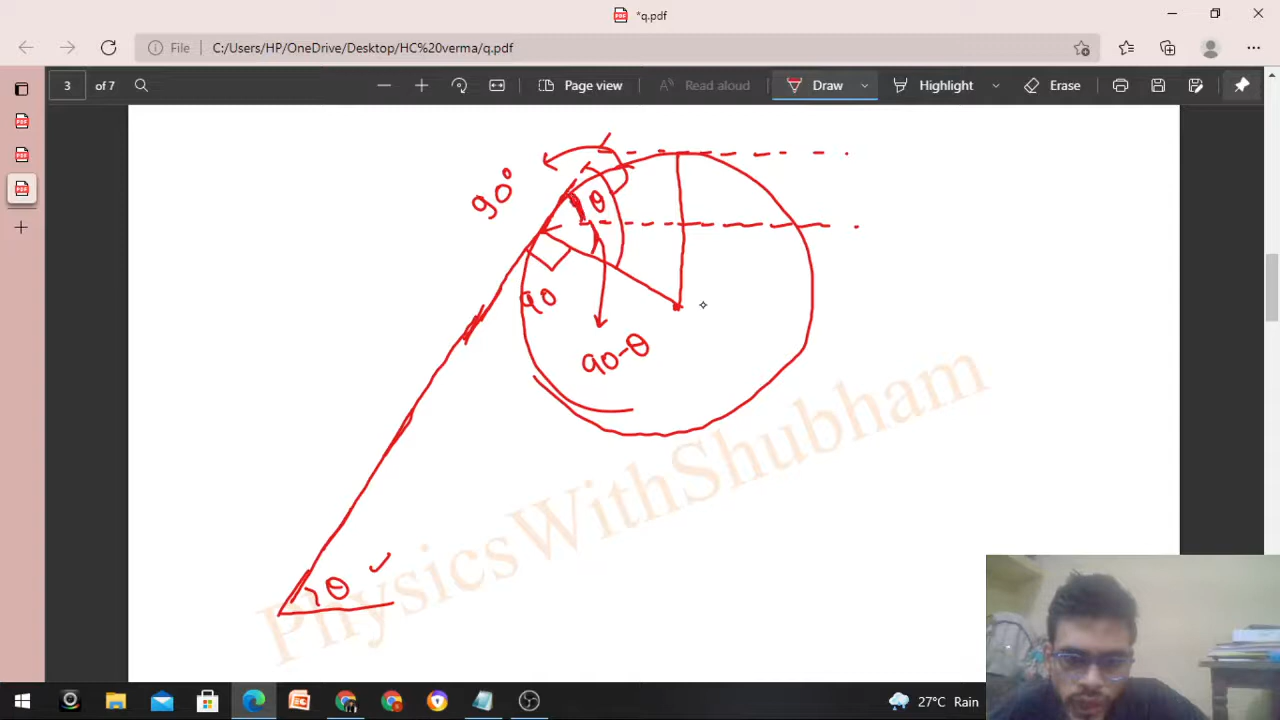 *q.pdf
File
C:/Users/HP/OneDrive/Desktop/HC%20verma/q.pdf
3 of 7
Page view
Read aloud
Draw
Highlight
Erase
90°
θ
90
90-θ
θ
PhysicsWithShubham
27°C Rain